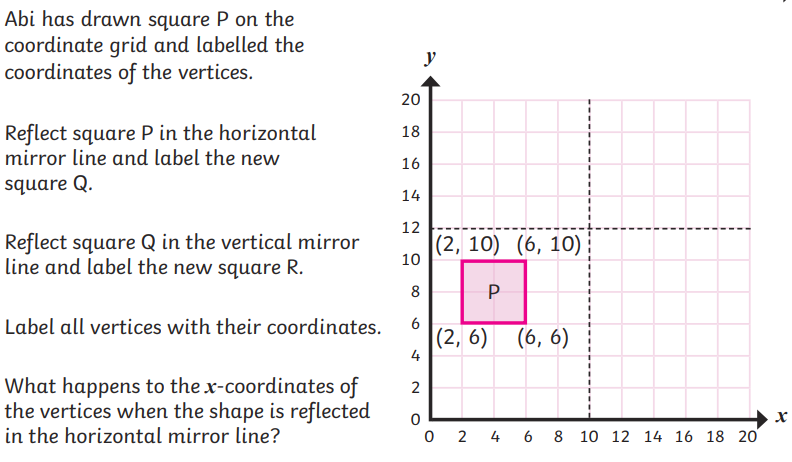 Abi has drawn square P on the
coordinate grid and labelled the
coordinates of the vertices.
Reflect square P in the horizontal
mirror line and label the new
square Q.
Reflect square Q in the vertical mirror
line and label the new square R.
Label all vertices with their coordinates.
What happens to the x-coordinates of
the vertices when the shape is reflected
in the horizontal mirror line?
y
20
18
16
14
12
(2, 10) (6, 10)
10
8
P
6
(2, 6) (6, 6)
4
2
0
x
0 2 4 6 8 10 12 14 16 18 20